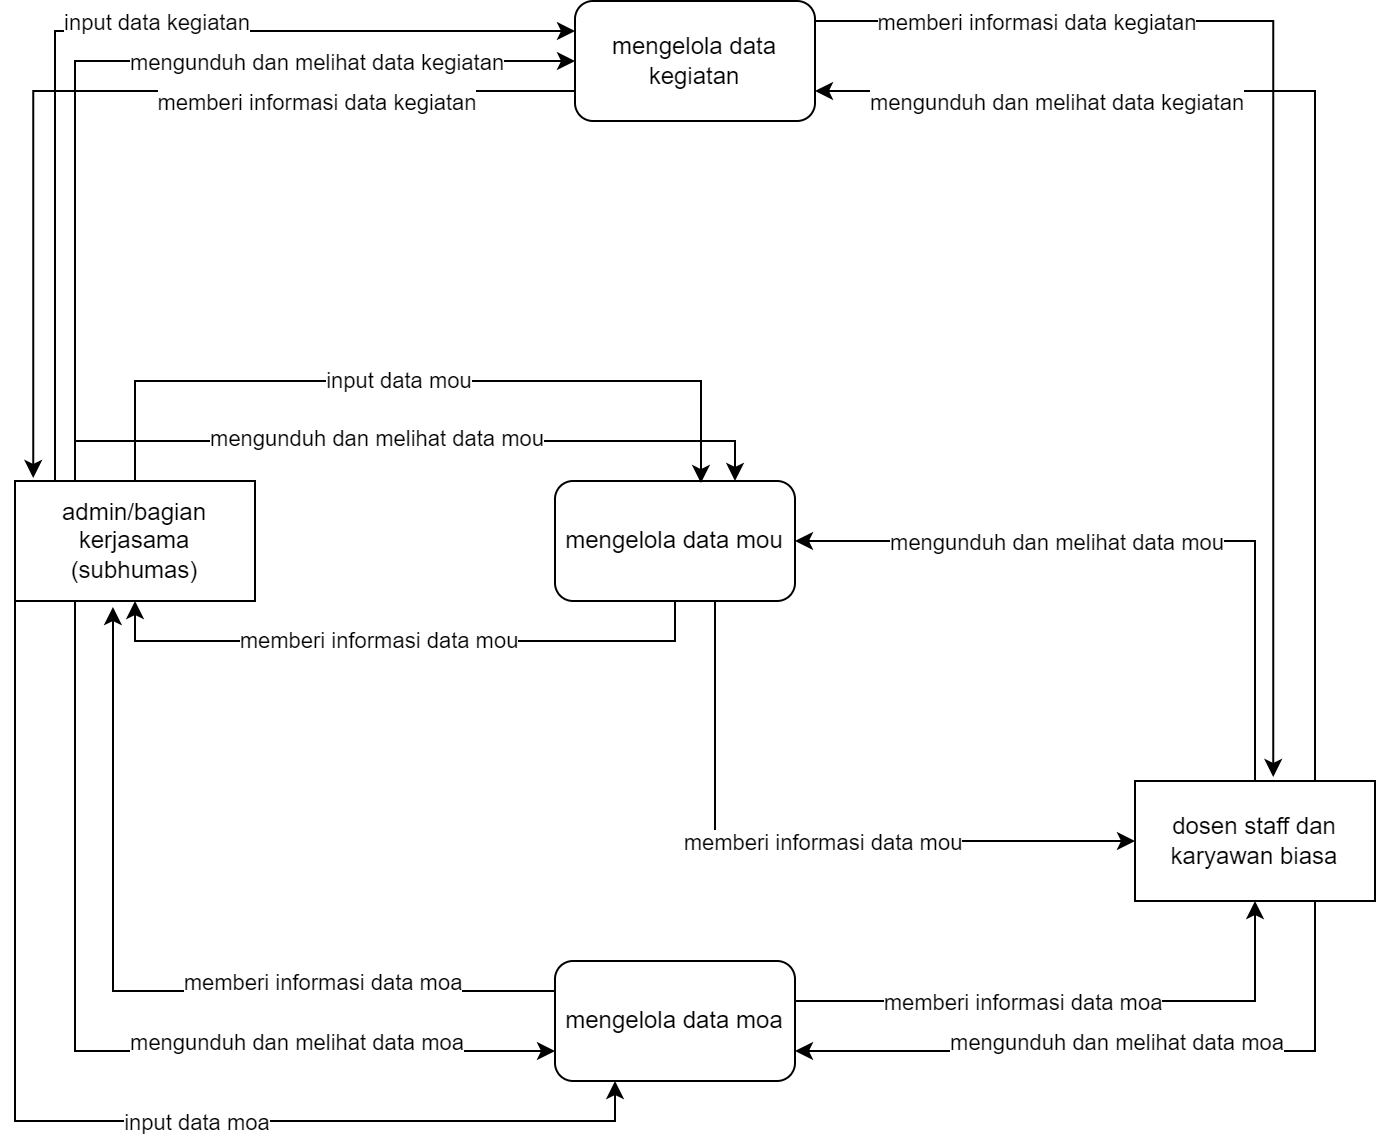 input data kegiatan
mengelola data
kegiatan
memberi informasi data kegiatan
mengunduh dan melihat data kegiatan
memberi informasi data kegiatan
mengunduh dan melihat data kegiatan
input data mou
mengunduh dan melihat data mou
admin/bagian
kerjasama
(subhumas)
mengelola data mou
mengunduh dan melihat data mou
memberi informasi data mou
dosen staff dan
karyawan biasa
memberi informasi data mou
memberi informasi data moa
mengelola data moa
memberi informasi data moa
mengunduh dan melihat data moa
mengunduh dan melihat data moa
input data moa